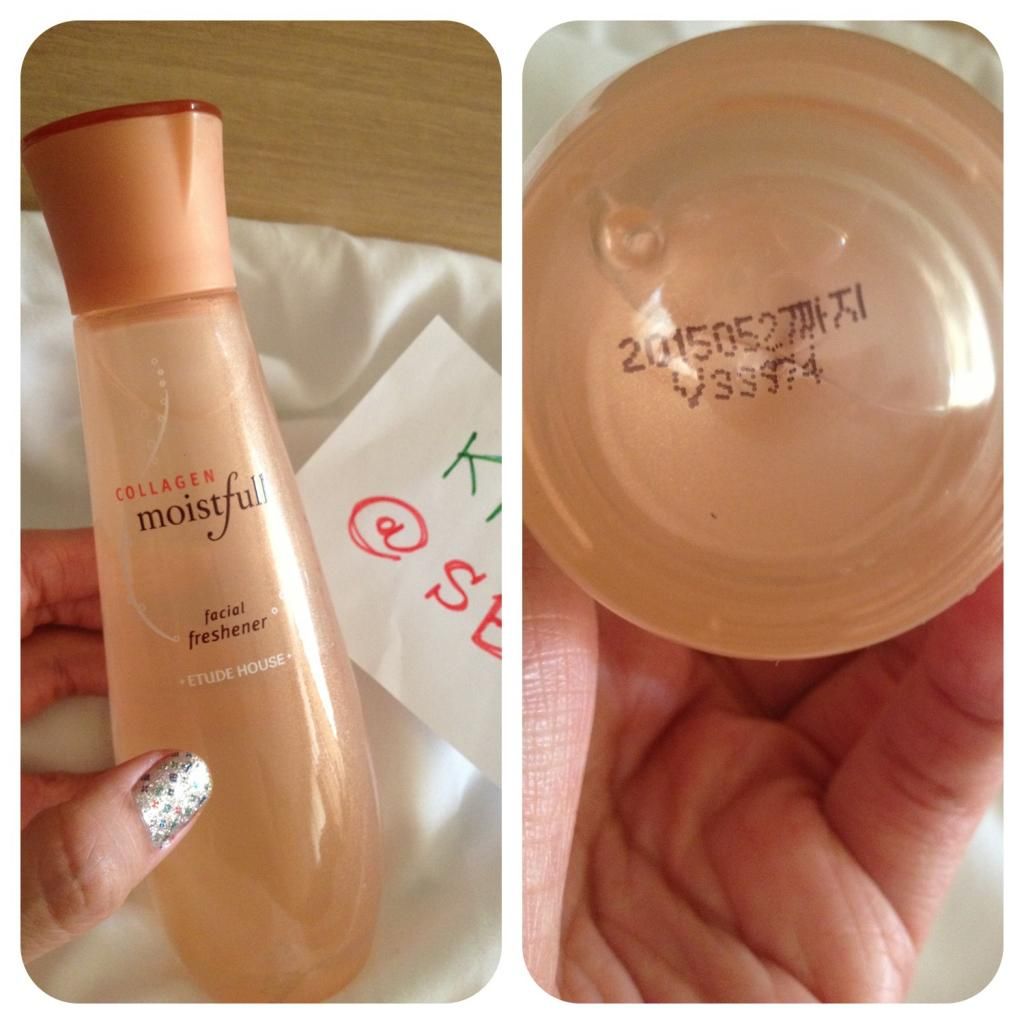 COLLAGEN
moistfull
facial
freshener
ETUDE HOUSE
@
20150527까지